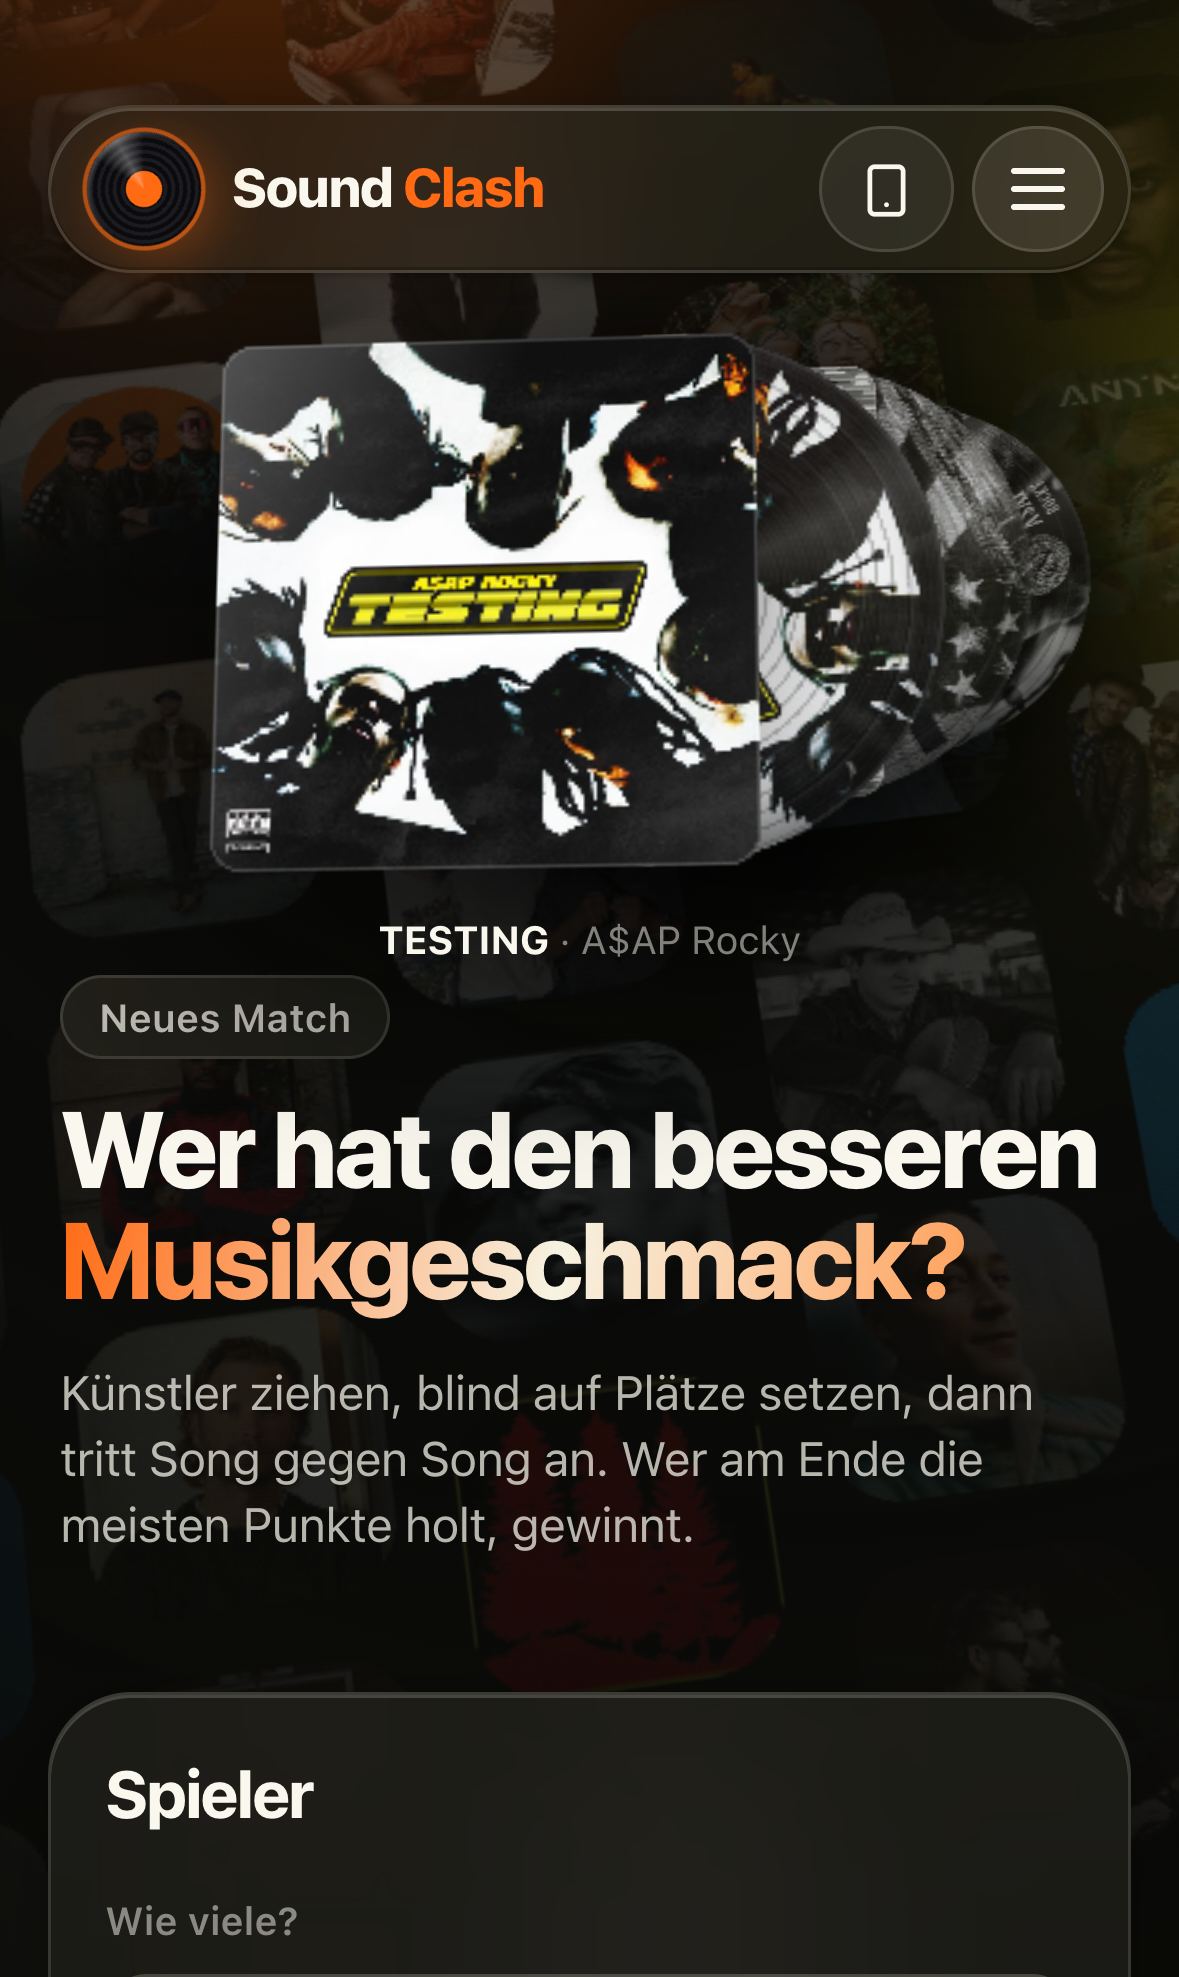 Sound Clash
ANYN
A$AP ROCKY
TESTING
TESTING · A$AP Rocky
Neues Match
Wer hat den besseren
Musikgeschmack?
Künstler ziehen, blind auf Plätze setzen, dann
tritt Song gegen Song an. Wer am Ende die
meisten Punkte holt, gewinnt.
Spieler
Wie viele?